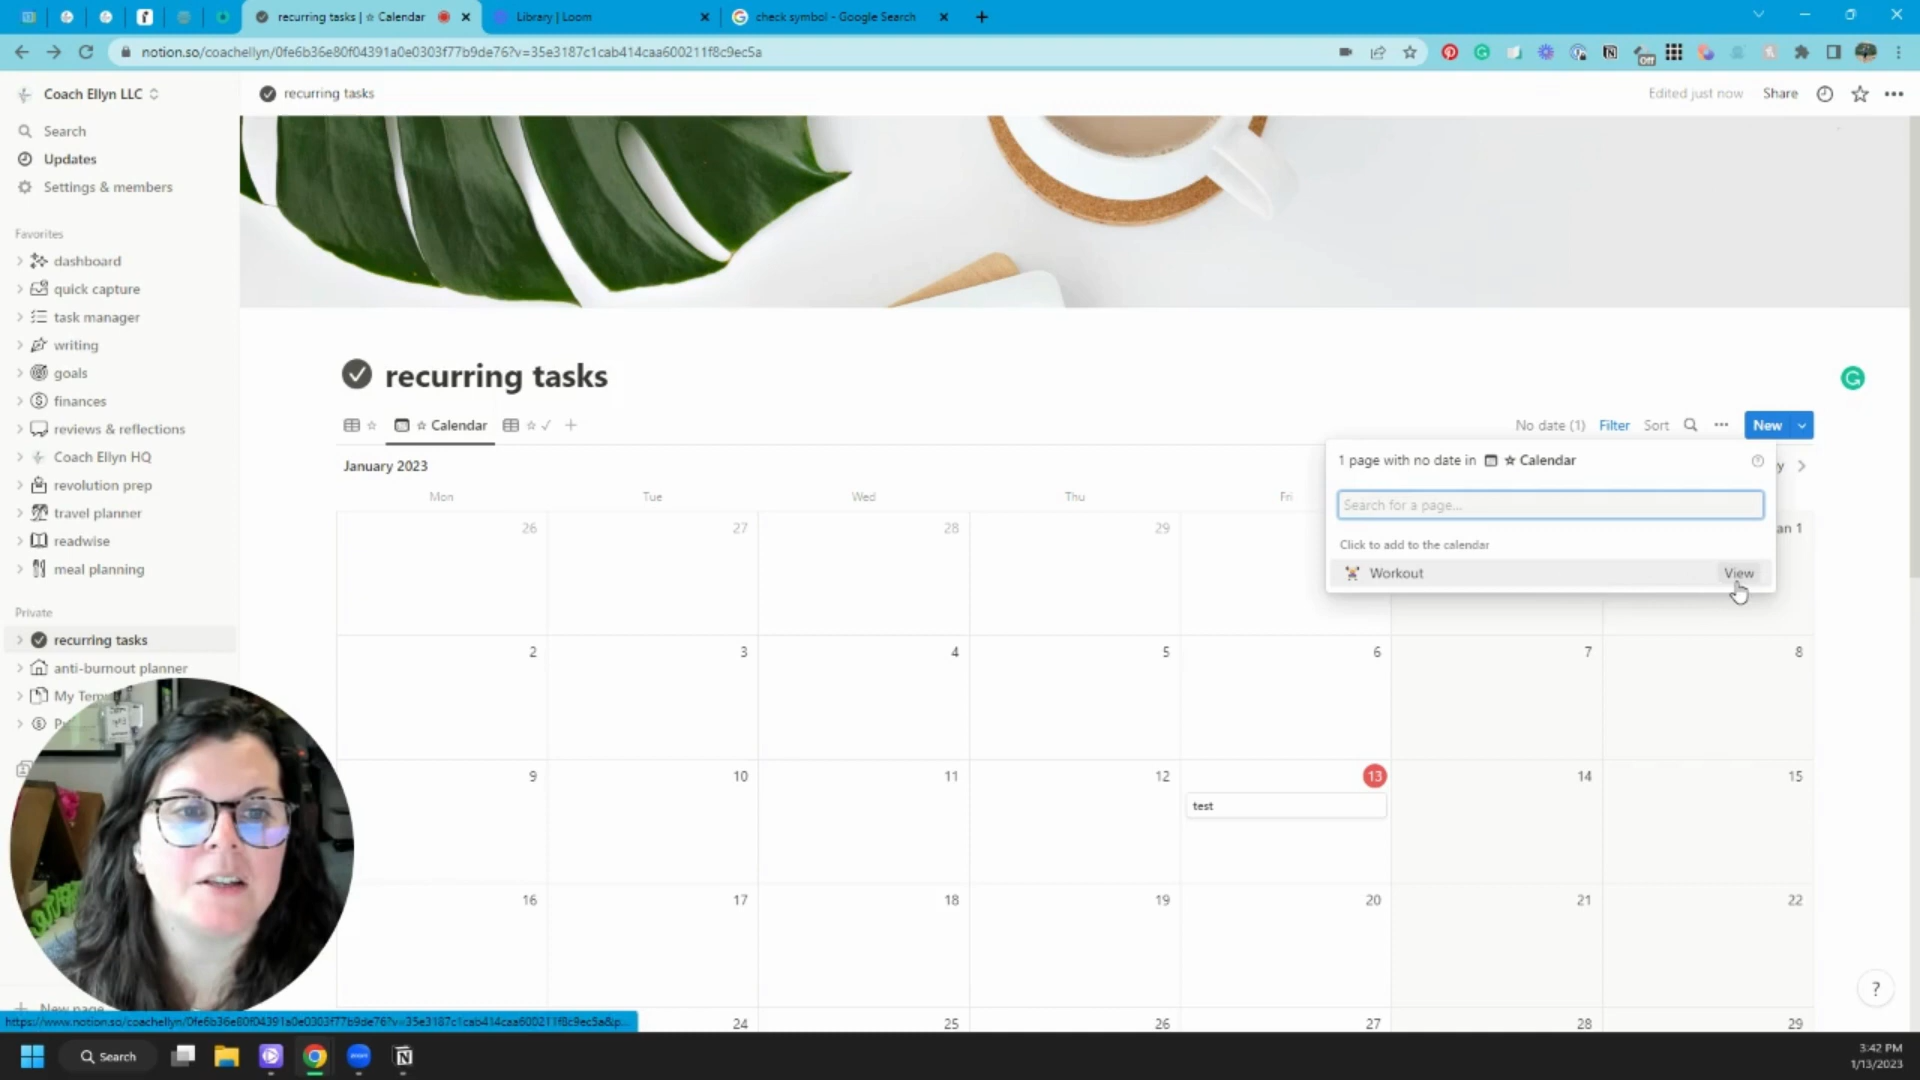 recurring tasks | ☆ Calendar
Library | Loom
check symbol - Google Search
notion.so/coachellyn/0fe6b36e80f04391a0e0303f77b9de76?v=35e3187c1cab414caa600211f8c9ec5a
Off
Coach Ellyn LLC
recurring tasks
Edited just now
Share
Search
Updates
Settings & members
Favorites
dashboard
quick capture
task manager
writing
goals
finances
reviews & reflections
Coach Ellyn HQ
revolution prep
travel planner
readwise
meal planning
Private
recurring tasks
anti-burnout planner
My Tem
New page
recurring tasks
☆
☆ Calendar
☆ ✓
No date (1)
Filter
Sort
New
January 2023
Mon Tue Wed Thu Fri
1 page with no date in ☆ Calendar
Search for a page...
Click to add to the calendar
Workout
View
26 27 28 29
2 3 4 5 6 7 8
9 10 11 12 13 14 15
test
16 17 18 19 20 21 22
24 25 26 27 28 29
?
https://www.notion.so/coachellyn/0fe6b36e80f04391a0e0303f77b9de76?v=35e3187c1cab414caa600211f8c9ec5a&p...
Search
zoom
3:42 PM
1/13/2023